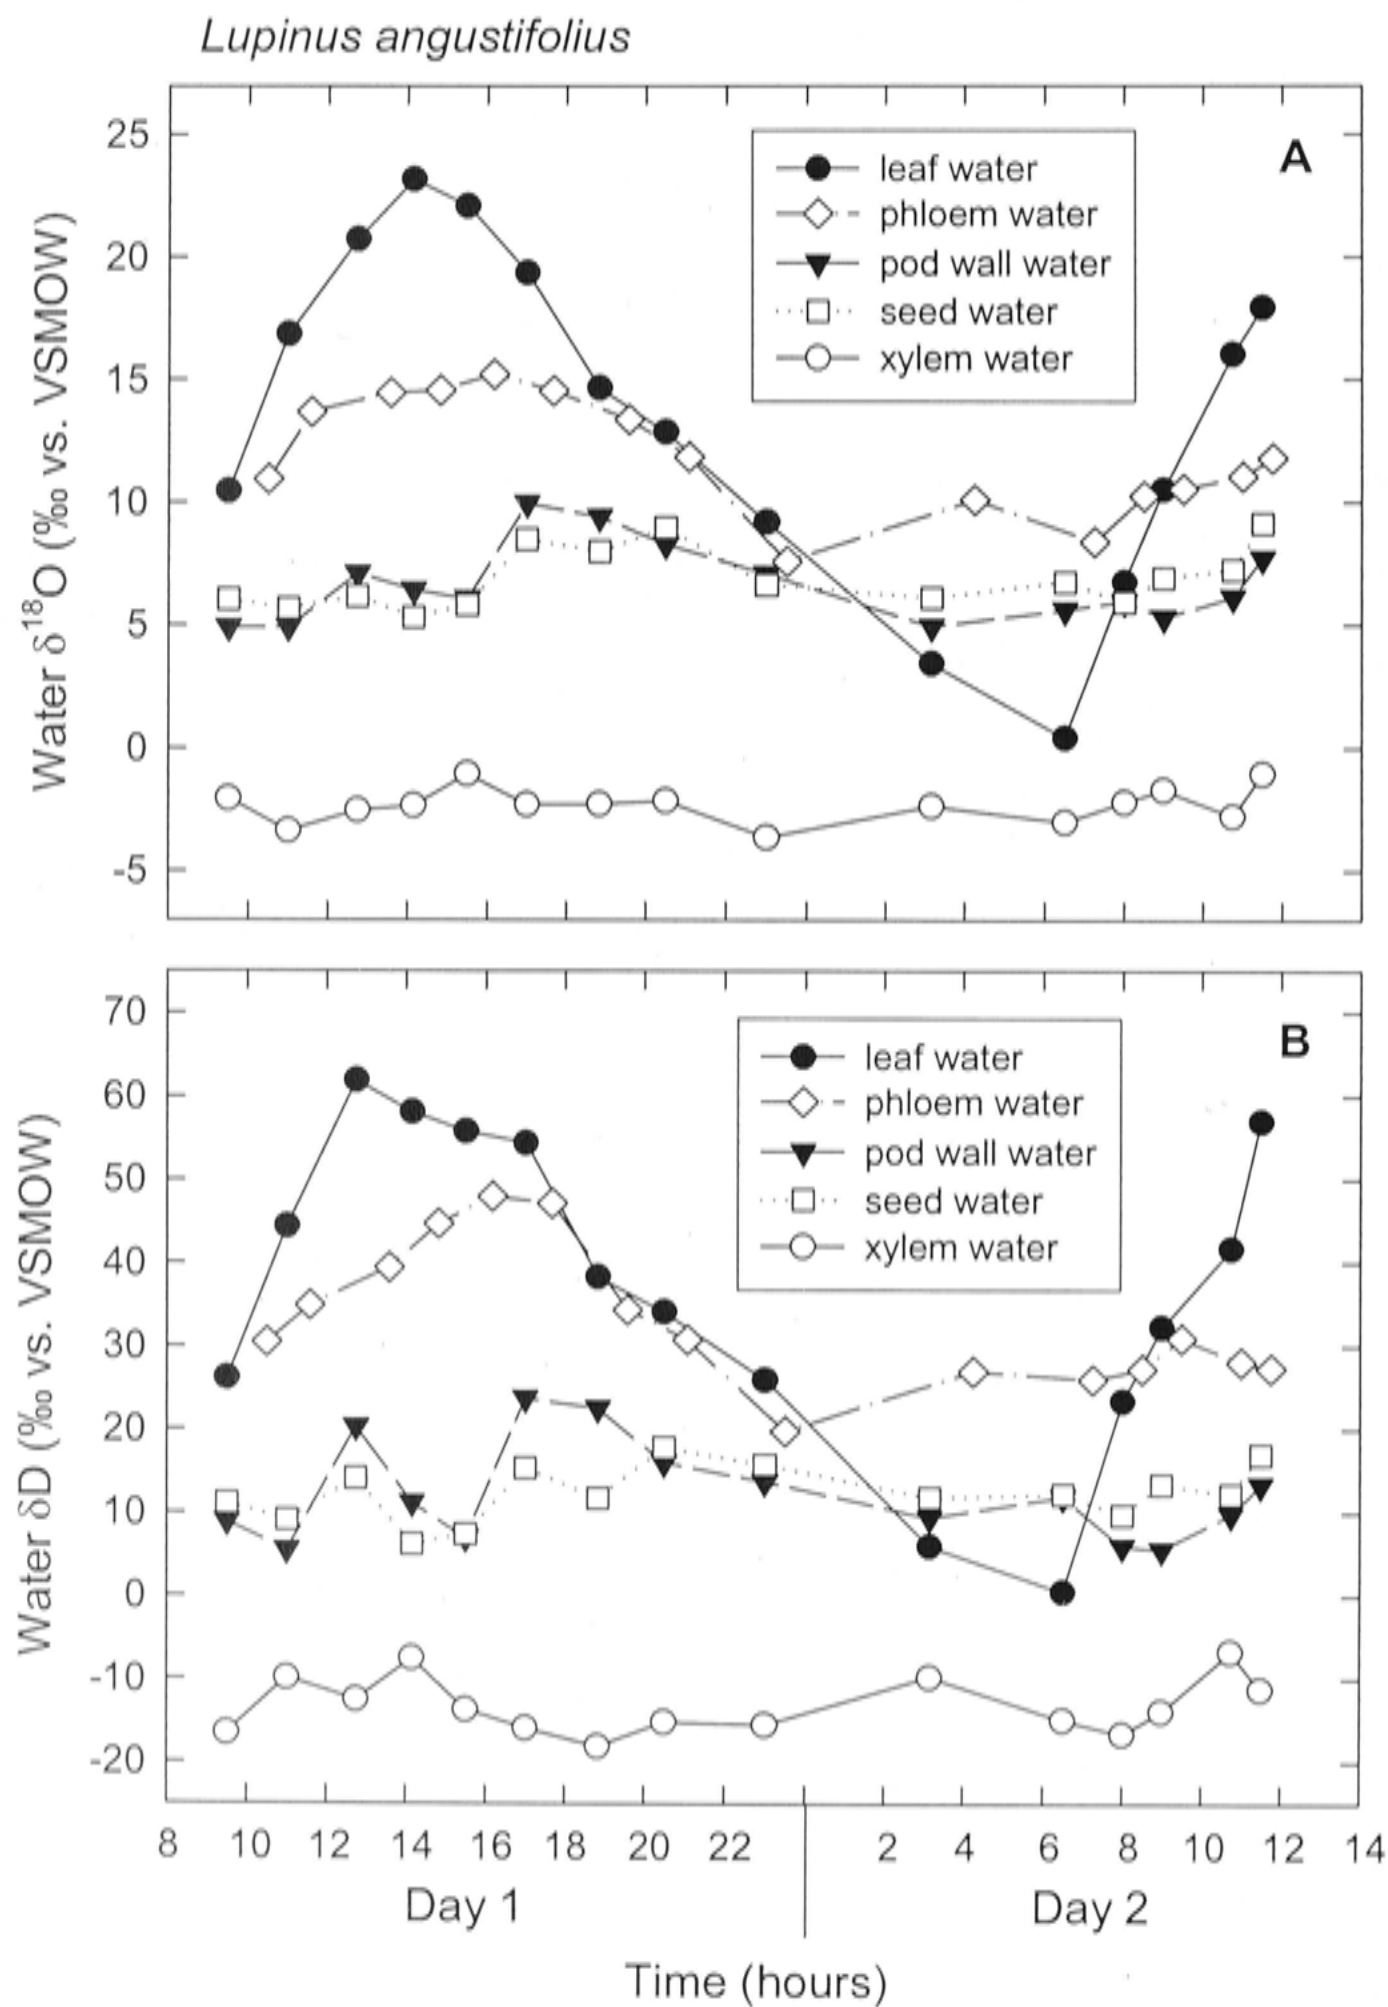 Lupinus angustifolius
A
Water δ¹⁸O (‰ vs. VSMOW)
25
20
15
10
5
0
-5
leaf water
phloem water
pod wall water
seed water
xylem water
B
Water δD (‰ vs. VSMOW)
70
60
50
40
30
20
10
0
-10
-20
leaf water
phloem water
pod wall water
seed water
xylem water
8 10 12 14 16 18 20 22 2 4 6 8 10 12 14
Day 1 Day 2
Time (hours)